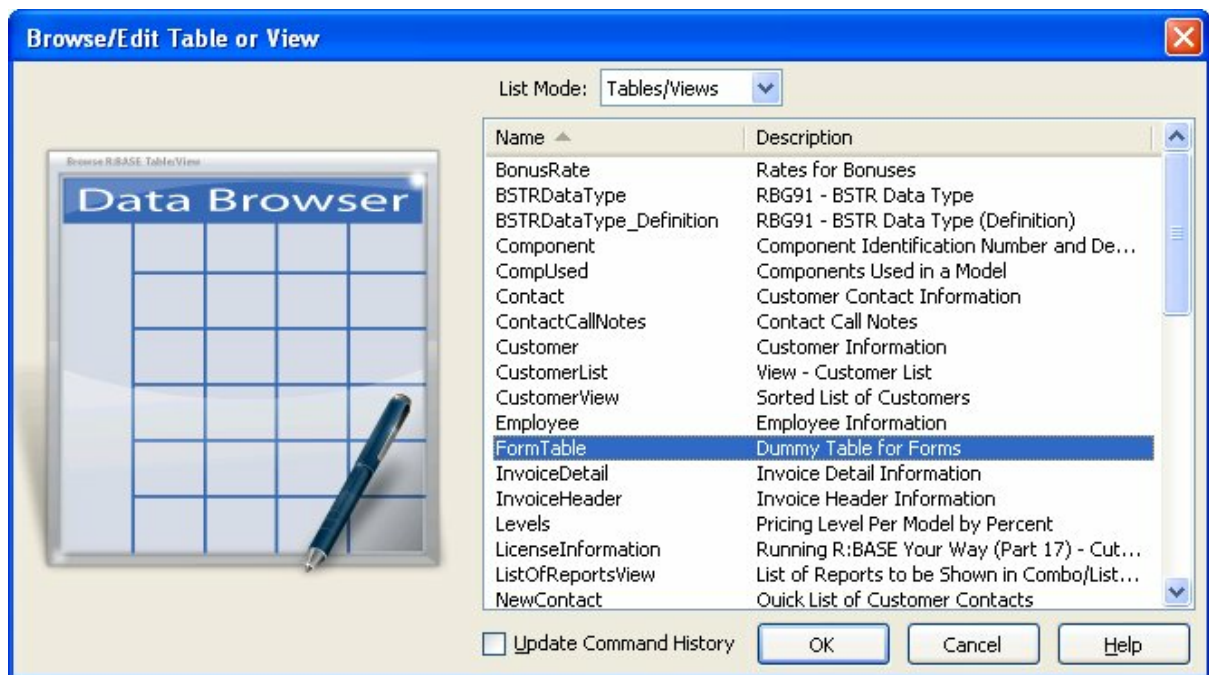 Browse/Edit Table or View
List Mode: Tables/Views
Name Description
Browse R:BASE Table/View
Data Browser
BonusRate Rates for Bonuses
BSTRDataType RBG91 - BSTR Data Type
BSTRDataType_Definition RBG91 - BSTR Data Type (Definition)
Component Component Identification Number and De...
CompUsed Components Used in a Model
Contact Customer Contact Information
ContactCallNotes Contact Call Notes
Customer Customer Information
CustomerList View - Customer List
CustomerView Sorted List of Customers
Employee Employee Information
FormTable Dummy Table for Forms
InvoiceDetail Invoice Detail Information
InvoiceHeader Invoice Header Information
Levels Pricing Level Per Model by Percent
LicenseInformation Running R:BASE Your Way (Part 17) - Cut...
ListOfReportsView List of Reports to be Shown in Combo/List...
NewContact Quick List of Customer Contacts
Update Command History OK Cancel Help